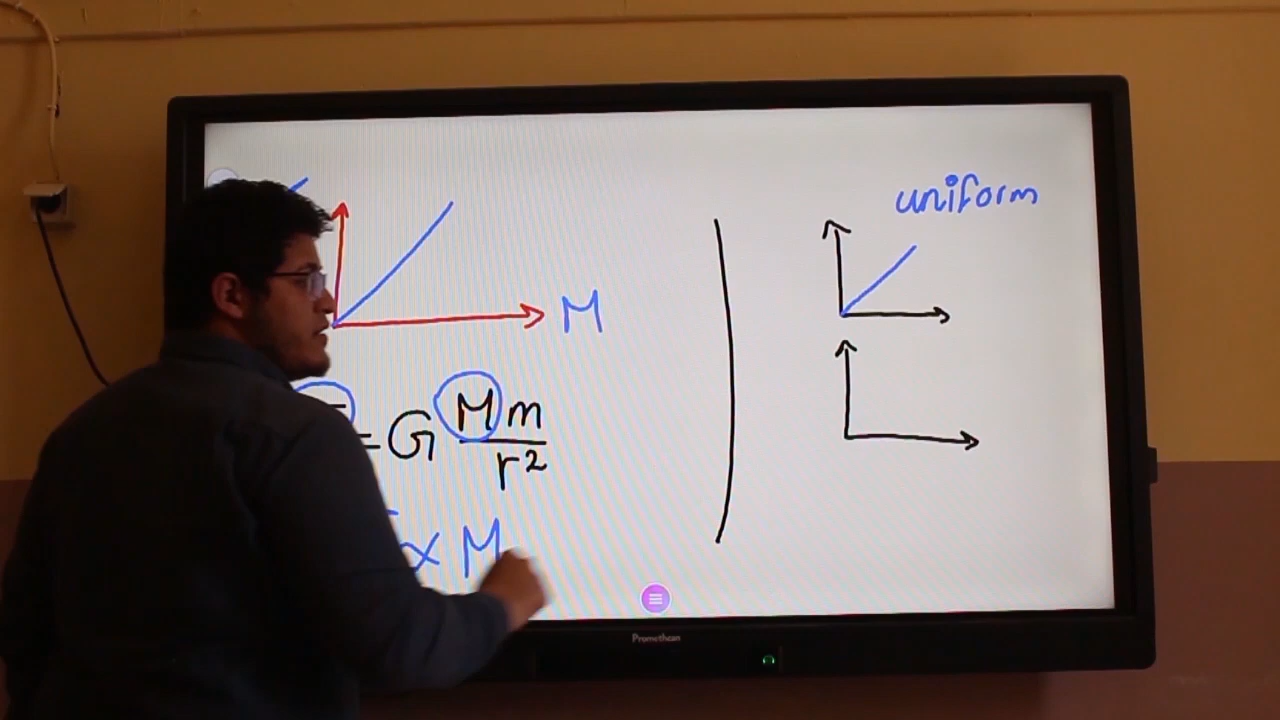 M
= G Mm / r²
∝ M
uniform
Promethean